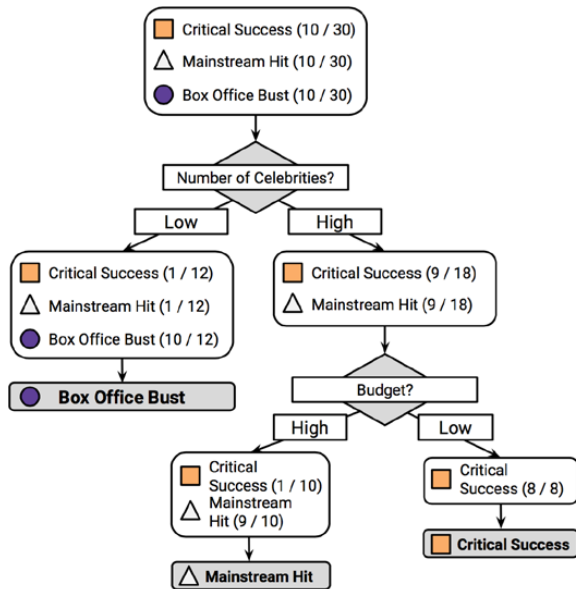 Critical Success (10 / 30)
Mainstream Hit (10 / 30)
Box Office Bust (10 / 30)
Number of Celebrities?
Low
High
Critical Success (1 / 12)
Mainstream Hit (1 / 12)
Box Office Bust (10 / 12)
Box Office Bust
Critical Success (9 / 18)
Mainstream Hit (9 / 18)
Budget?
High
Low
Critical
Success (1 / 10)
Mainstream
Hit (9 / 10)
Mainstream Hit
Critical
Success (8 / 8)
Critical Success